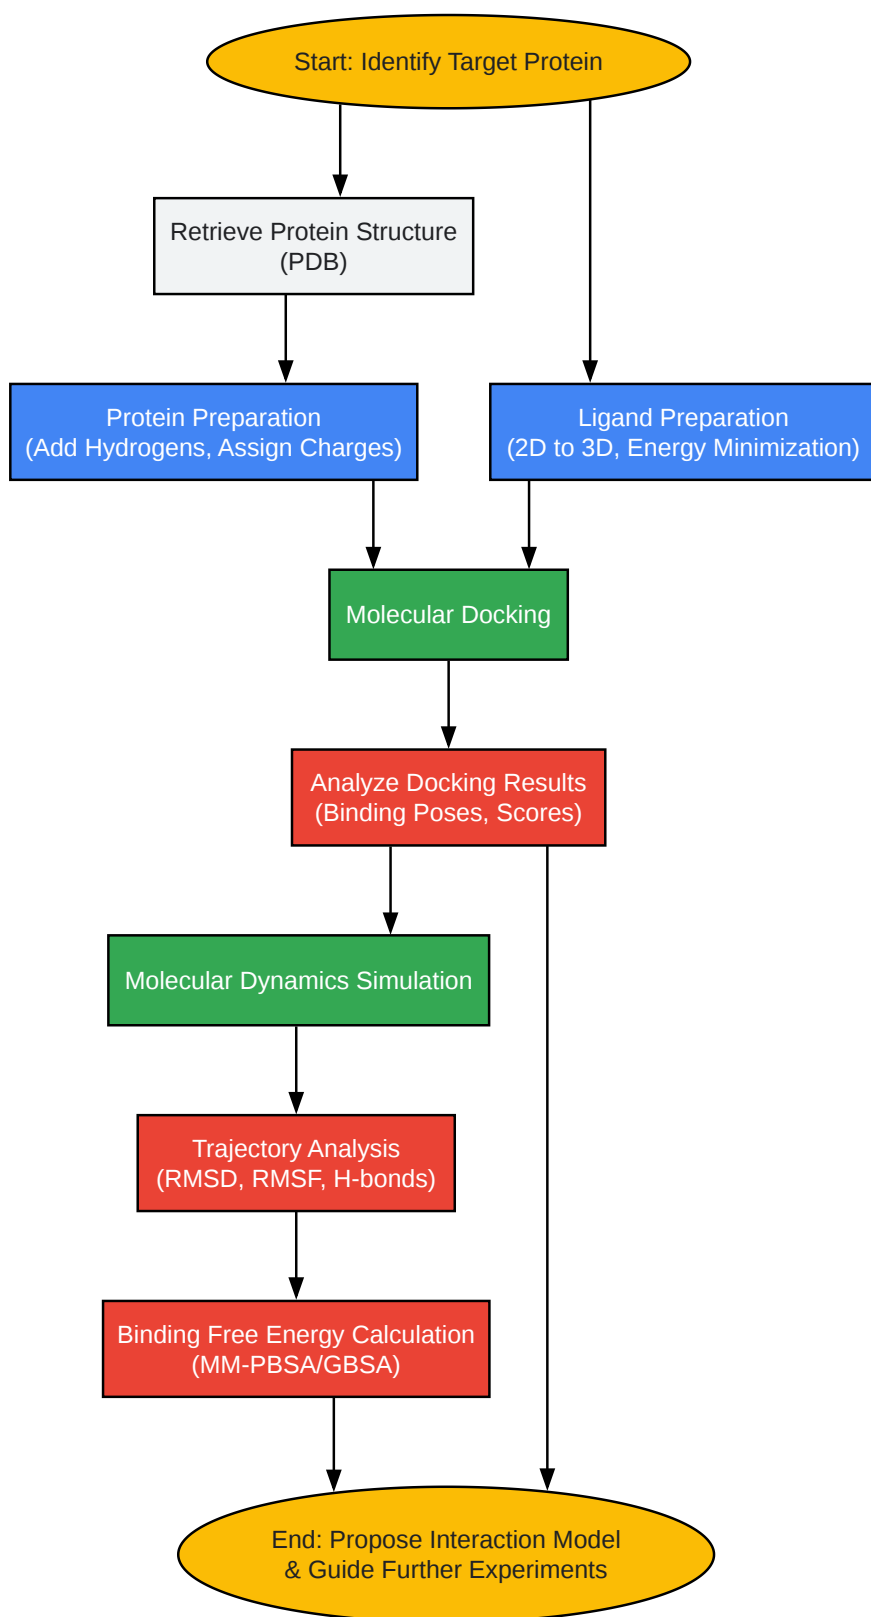 Start: Identify Target Protein
Retrieve Protein Structure
(PDB)
Protein Preparation
(Add Hydrogens, Assign Charges)
Ligand Preparation
(2D to 3D, Energy Minimization)
Molecular Docking
Analyze Docking Results
(Binding Poses, Scores)
Molecular Dynamics Simulation
Trajectory Analysis
(RMSD, RMSF, H-bonds)
Binding Free Energy Calculation
(MM-PBSA/GBSA)
End: Propose Interaction Model
& Guide Further Experiments